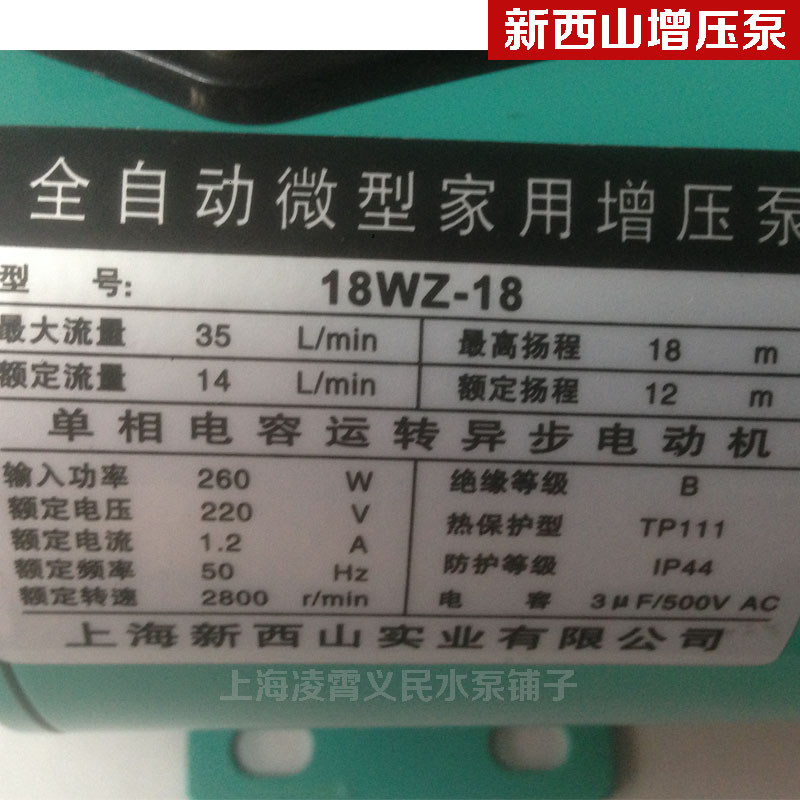 新西山增压泵
全自动微型家用增压泵
型 号: 18WZ-18
最大流量 35 L/min 最高扬程 18 m
额定流量 14 L/min 额定扬程 12 m
单相电容运转异步电动机
输入功率 260 W 绝缘等级 B
额定电压 220 V 热保护型 TP111
额定电流 1.2 A 防护等级 IP44
额定频率 50 Hz 电 容 3μF/500V AC
额定转速 2800 r/min
上海新西山实业有限公司
上海凌霄义民水泵铺子